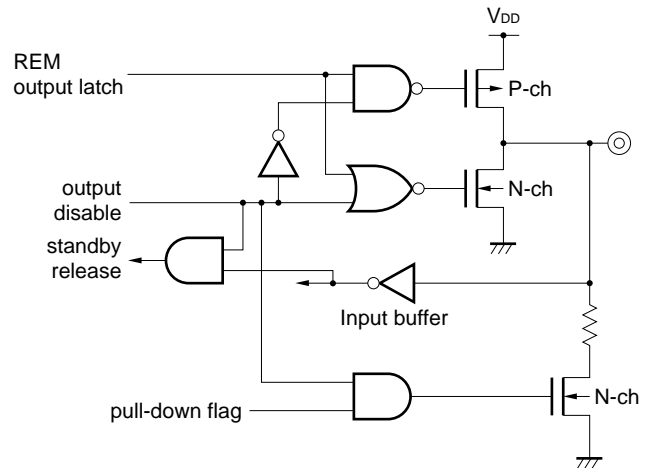 VDD
REM
output latch
P-ch
output
disable
N-ch
standby
release
Input buffer
pull-down flag
N-ch